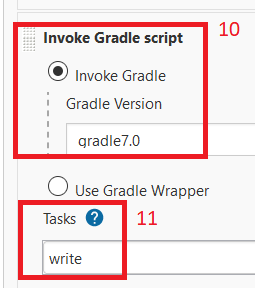 Invoke Gradle script 10
Invoke Gradle
Gradle Version
gradle7.0
Use Gradle Wrapper
Tasks ? 11
write